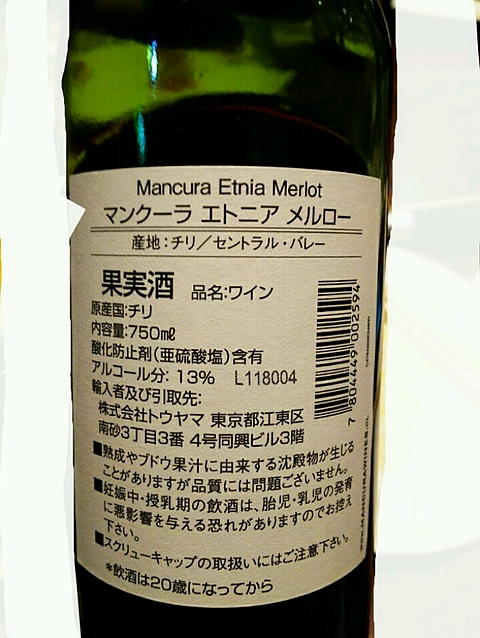 Mancura Etnia Merlot
マンクーラ エトニア メルロー
産地:チリ/セントラル・バレー
果実酒 品名:ワイン
原産国:チリ
内容量:750mℓ
酸化防止剤(亜硫酸塩)含有
アルコール分: 13% L118004
輸入者及び引取先:
株式会社トウヤマ 東京都江東区
南砂3丁目3番 4号同興ビル3階
■熟成やブドウ果汁に由来する沈殿物が生じる
ことがありますが品質には問題ございません。
■妊娠中・授乳期の飲酒は、胎児・乳児の発育
に悪影響を与える恐れがありますのでお控え
下さい。
■スクリューキャップの取扱いにはご注意下さい。
*飲酒は20歳になってから
7 804449 002594
www.MANCURAWINES.CL